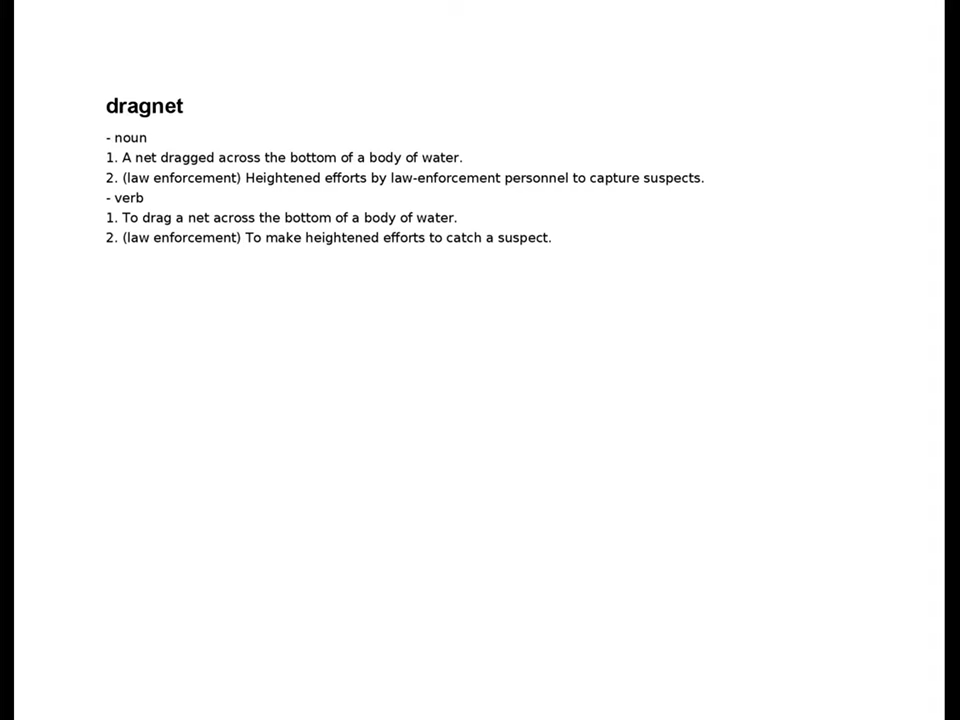 dragnet
- noun
1. A net dragged across the bottom of a body of water.
2. (law enforcement) Heightened efforts by law-enforcement personnel to capture suspects.
- verb
1. To drag a net across the bottom of a body of water.
2. (law enforcement) To make heightened efforts to catch a suspect.